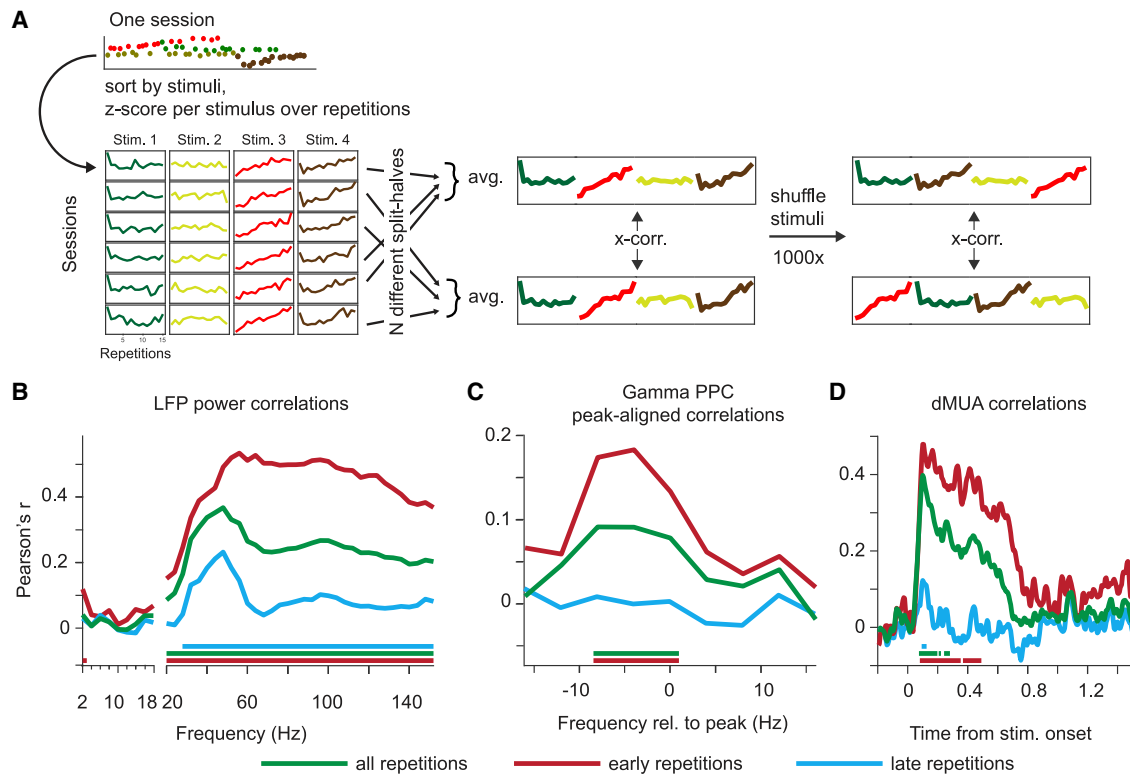 A
One session
sort by stimuli,
z-score per stimulus over repetitions
Stim. 1 Stim. 2 Stim. 3 Stim. 4
Sessions
5 10 15
Repetitions
N different split-halves
avg.
avg.
x-corr.
shuffle
stimuli
1000x
x-corr.
B
LFP power correlations
Pearson's r
0.4
0.2
0
2 10 18 20 60 100 140
Frequency (Hz)
C
Gamma PPC
peak-aligned correlations
0.2
0.1
0
-10 0 10
Frequency rel. to peak (Hz)
D
dMUA correlations
0.4
0.2
0
0 0.4 0.8 1.2
Time from stim. onset
all repetitions early repetitions late repetitions